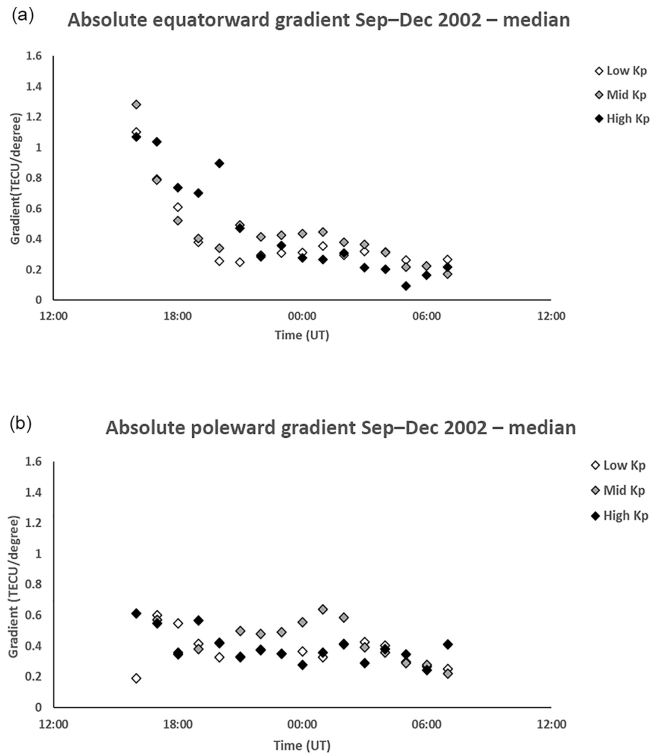 (a)
Absolute equatorward gradient Sep–Dec 2002 – median
1.6
1.4
1.2
1
0.8
0.6
0.4
0.2
0
Gradient(TECU/degree)
Low Kp
Mid Kp
High Kp
12:00 18:00 00:00 06:00 12:00
Time (UT)
(b)
Absolute poleward gradient Sep–Dec 2002 – median
1.6
1.4
1.2
1
0.8
0.6
0.4
0.2
0
Gradient (TECU/degree)
Low Kp
Mid Kp
High Kp
12:00 18:00 00:00 06:00 12:00
Time (UT)